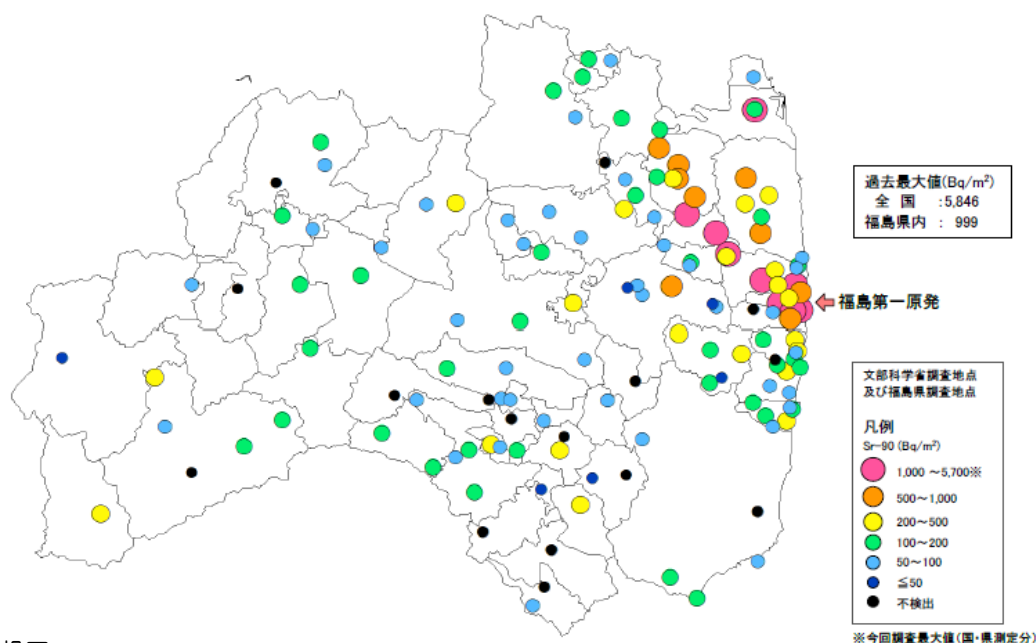 過去最大値(Bq/m²)
全 国 :5,846
福島県内 : 999
福島第一原発
文部科学省調査地点
及び福島県調査地点
凡例
Sr-90 (Bq/m²)
1,000 ~5,700※
500~1,000
200~500
100~200
50~100
≦50
不検出
※今回調査最大値(国・県測定分)